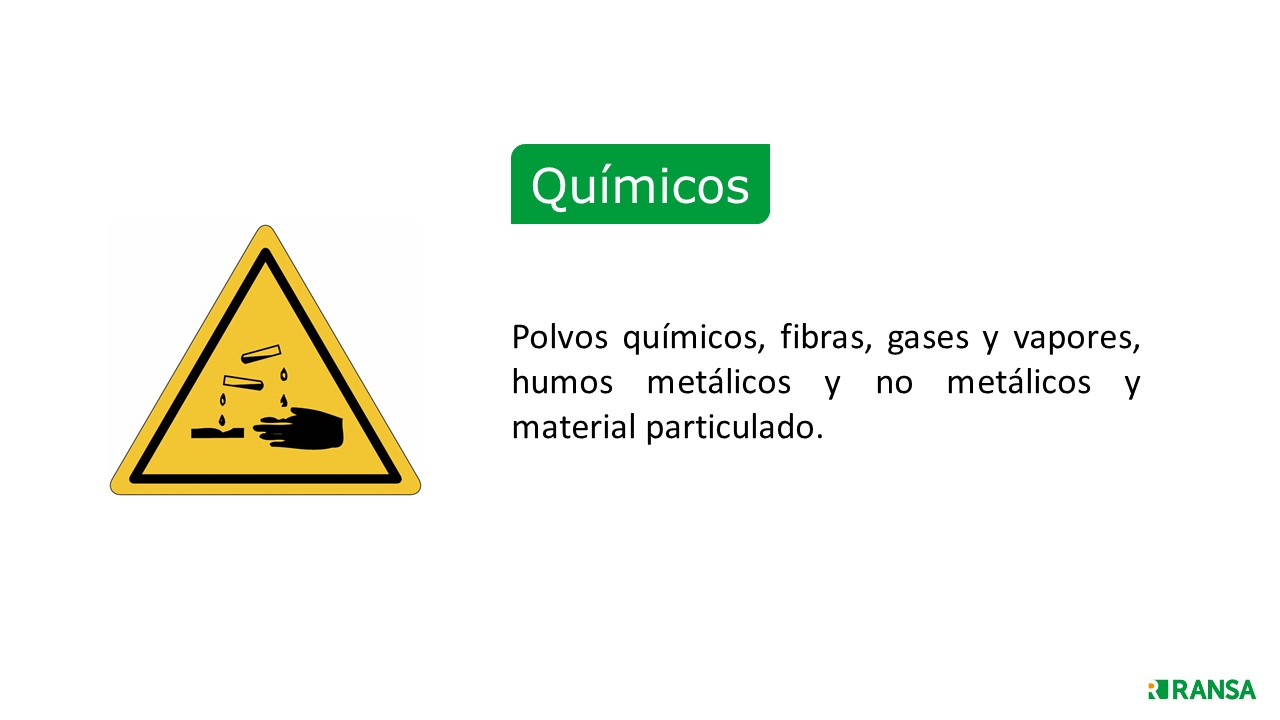 Químicos
Polvos químicos, fibras, gases y vapores,
humos metálicos y no metálicos y
material particulado.
RANSA